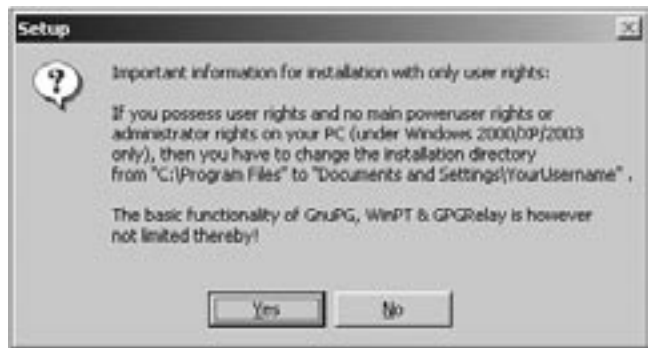 Setup
Important information for installation with only user rights:
If you possess user rights and no main poweruser rights or
administrator rights on your PC (under Windows 2000/XP/2003
only), then you have to change the installation directory
from "C:\Program Files" to "Documents and Settings\YourUsername" .
The basic functionality of GnuPG, WinPT & GPGRelay is however
not limited thereby!
Yes
No